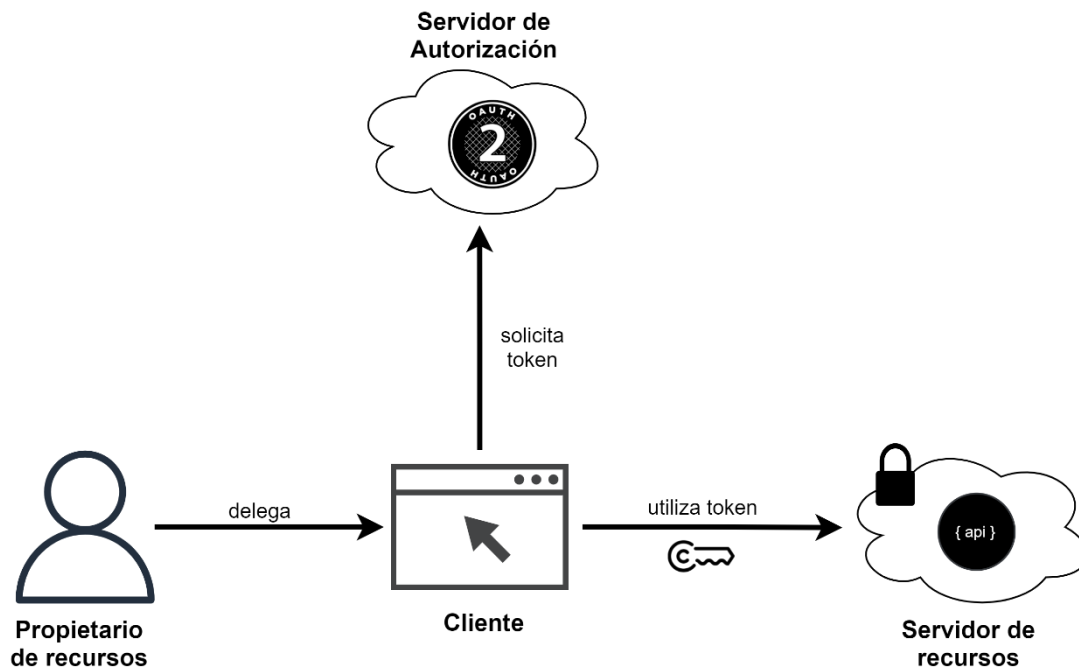 Servidor de
Autorización
OAUTH
2
OAUTH
solicita
token
delega
utiliza token
C
{ api }
Propietario
de recursos
Cliente
Servidor de
recursos